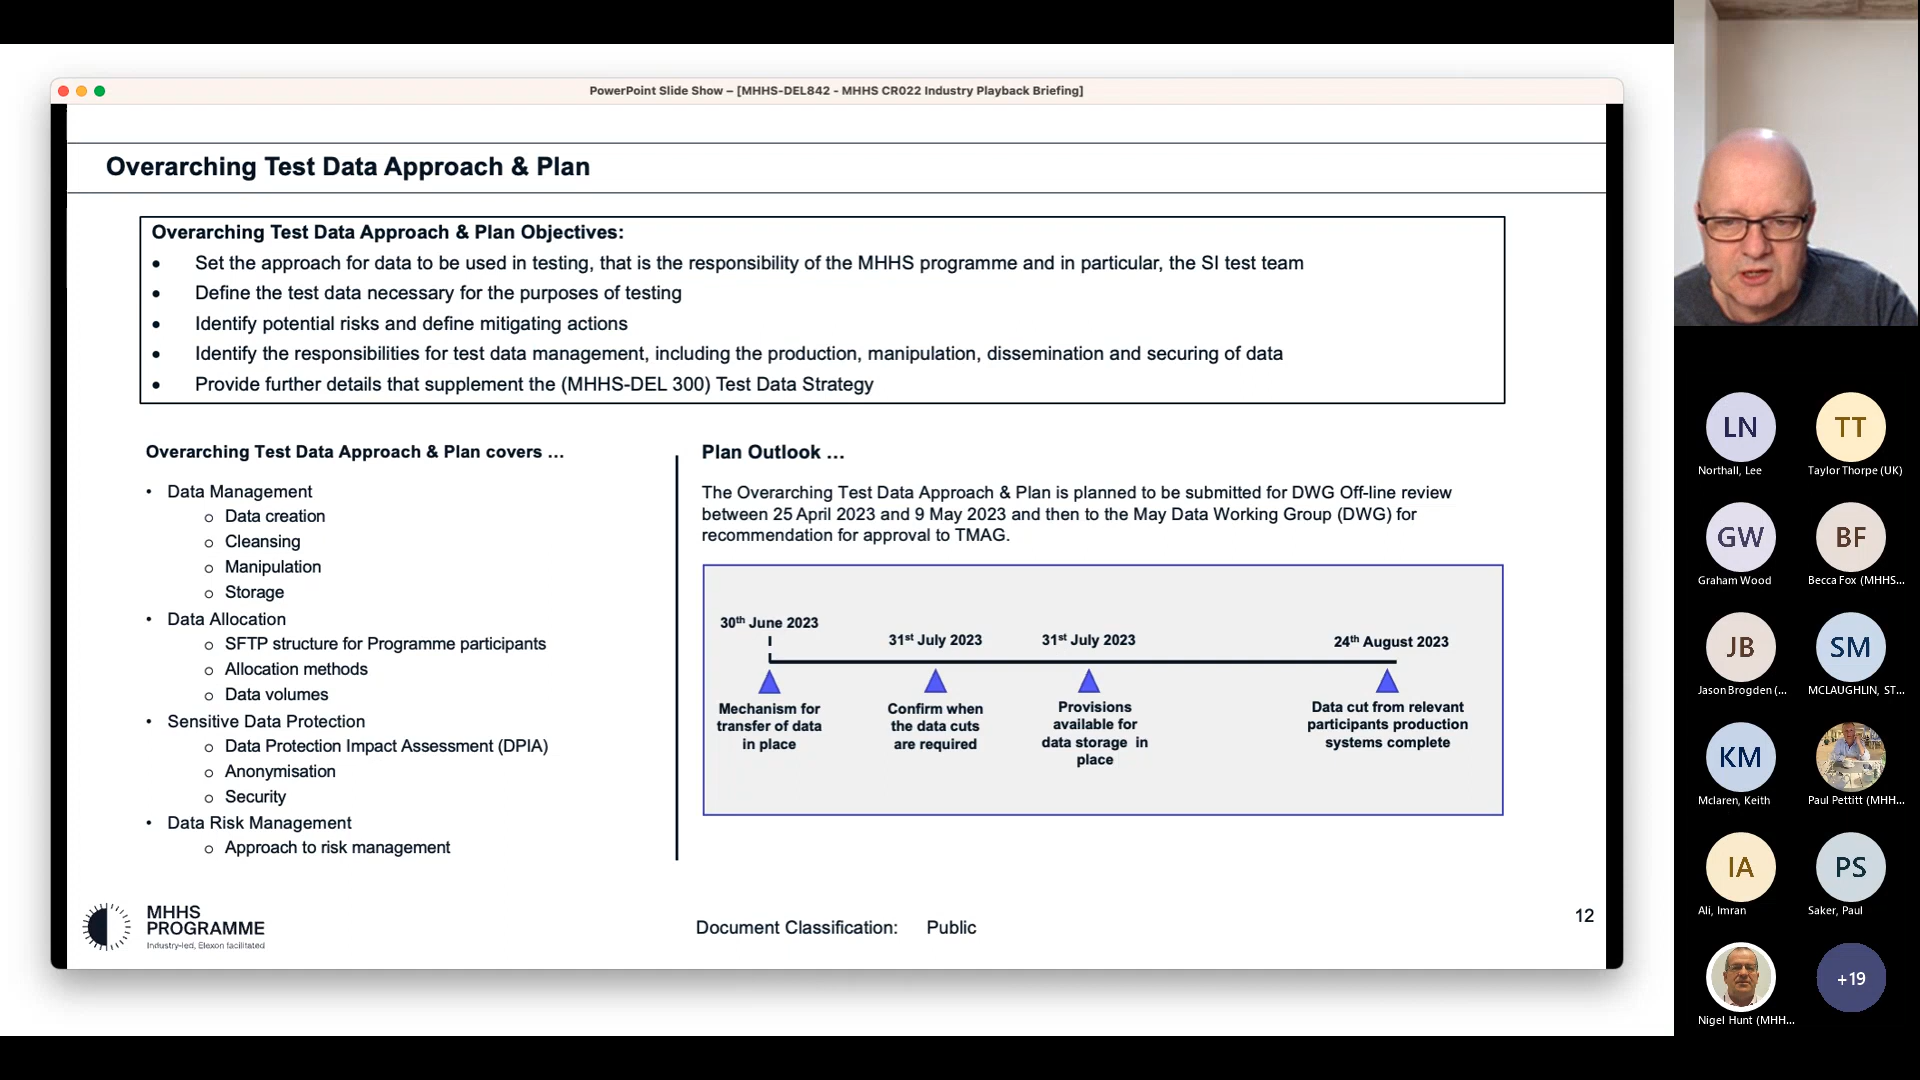 PowerPoint Slide Show – [MHHS-DEL842 - MHHS CR022 Industry Playback Briefing]
Overarching Test Data Approach & Plan
Overarching Test Data Approach & Plan Objectives:
• Set the approach for data to be used in testing, that is the responsibility of the MHHS programme and in particular, the SI test team
• Define the test data necessary for the purposes of testing
• Identify potential risks and define mitigating actions
• Identify the responsibilities for test data management, including the production, manipulation, dissemination and securing of data
• Provide further details that supplement the (MHHS-DEL 300) Test Data Strategy
Overarching Test Data Approach & Plan covers ...
• Data Management
o Data creation
o Cleansing
o Manipulation
o Storage
• Data Allocation
o SFTP structure for Programme participants
o Allocation methods
o Data volumes
• Sensitive Data Protection
o Data Protection Impact Assessment (DPIA)
o Anonymisation
o Security
• Data Risk Management
o Approach to risk management
Plan Outlook ...
The Overarching Test Data Approach & Plan is planned to be submitted for DWG Off-line review
between 25 April 2023 and 9 May 2023 and then to the May Data Working Group (DWG) for
recommendation for approval to TMAG.
30th June 2023
Mechanism for
transfer of data
in place
31st July 2023
Confirm when
the data cuts
are required
31st July 2023
Provisions
available for
data storage in
place
24th August 2023
Data cut from relevant
participants production
systems complete
MHHS
PROGRAMME
Industry-led, Elexon facilitated
Document Classification: Public
12
LN
Northall, Lee
TT
Taylor Thorpe (UK)
GW
Graham Wood
BF
Becca Fox (MHHS...
JB
Jason Brogden (...
SM
MCLAUGHLIN, ST...
KM
Mclaren, Keith
Paul Pettitt (MHH...
IA
Ali, Imran
PS
Saker, Paul
Nigel Hunt (MHH...
+19